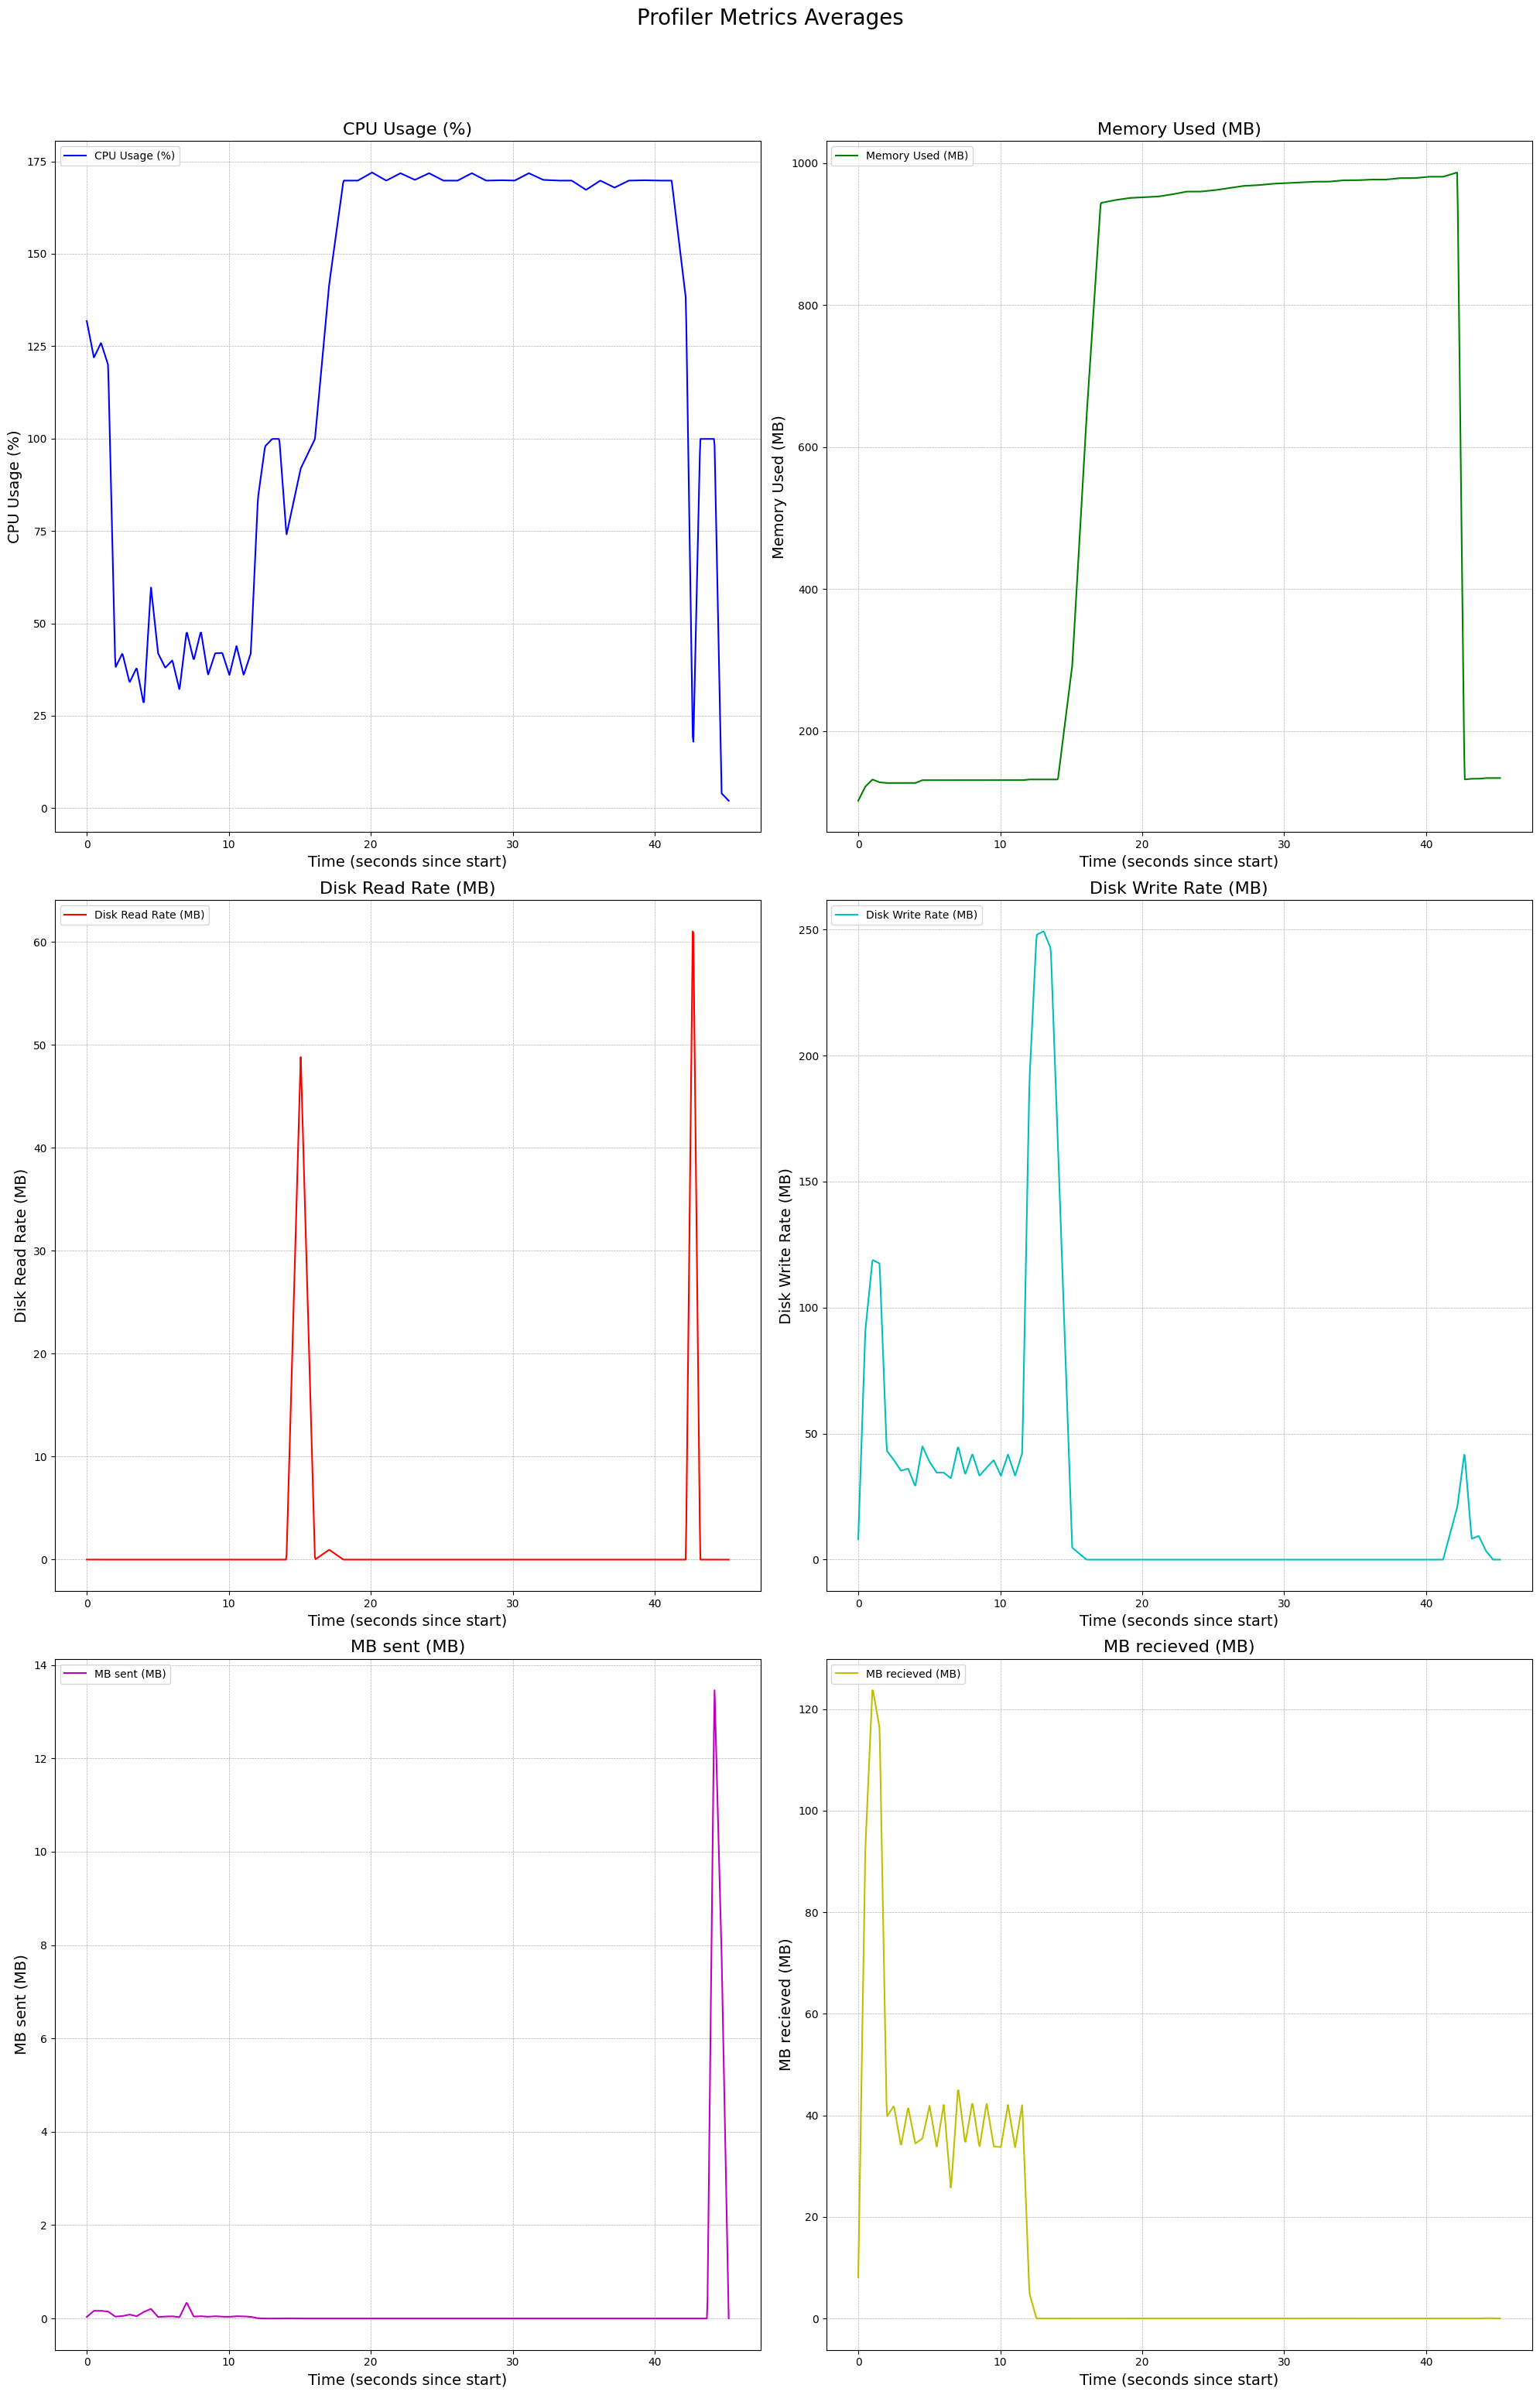 Profiler Metrics Averages
CPU Usage (%)
CPU Usage (%)
CPU Usage (%)
175
150
125
100
75
50
25
0
0
10
20
30
40
Time (seconds since start)
Memory Used (MB)
Memory Used (MB)
Memory Used (MB)
1000
800
600
400
200
0
10
20
30
40
Time (seconds since start)
Disk Read Rate (MB)
Disk Read Rate (MB)
Disk Read Rate (MB)
60
50
40
30
20
10
0
0
10
20
30
40
Time (seconds since start)
Disk Write Rate (MB)
Disk Write Rate (MB)
Disk Write Rate (MB)
250
200
150
100
50
0
0
10
20
30
40
Time (seconds since start)
MB sent (MB)
MB sent (MB)
MB sent (MB)
14
12
10
8
6
4
2
0
0
10
20
30
40
Time (seconds since start)
MB recieved (MB)
MB recieved (MB)
MB recieved (MB)
120
100
80
60
40
20
0
0
10
20
30
40
Time (seconds since start)